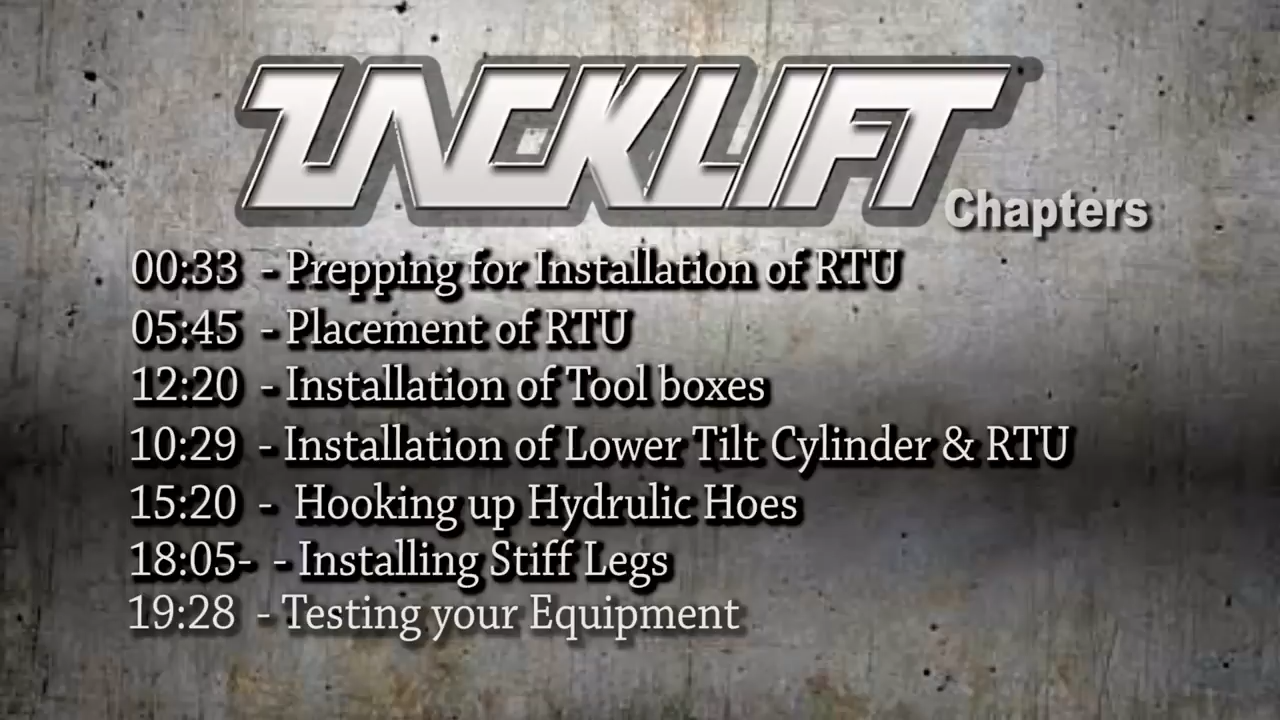 ZACKLIFT
Chapters
00:33 - Prepping for Installation of RTU
05:45 - Placement of RTU
12:20 - Installation of Tool boxes
10:29 - Installation of Lower Tilt Cylinder & RTU
15:20 - Hooking up Hydrulic Hoes
18:05- - Installing Stiff Legs
19:28 - Testing your Equipment